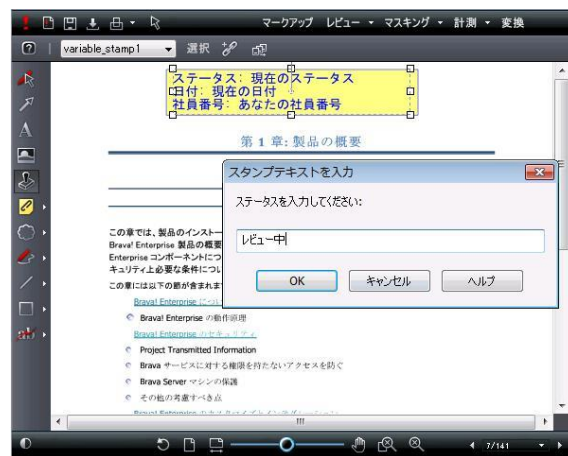 マークアップ レビュー マスキング 計測 変換
variable_stamp1 選択
ステータス: 現在のステータス
日付: 現在の日付
社員番号: あなたの社員番号
第 1 章: 製品の概要
スタンプテキストを入力
ステータスを入力してください:
レビュー中
OK キャンセル ヘルプ
この章では、製品のインストー
Brava! Enterprise 製品の概要
Enterprise コンポーネントにつ
キュリティ上必要な条件につい
この章には以下の節が含まれま
Brava! Enterprise につい
Brava! Enterprise の動作原理
Brava! Enterprise のセキュリティ
Project Transmitted Information
Brava サービスに対する権限を持たないアクセスを防ぐ
Brava Server マシンの保護
その他の考慮すべき点
7/141